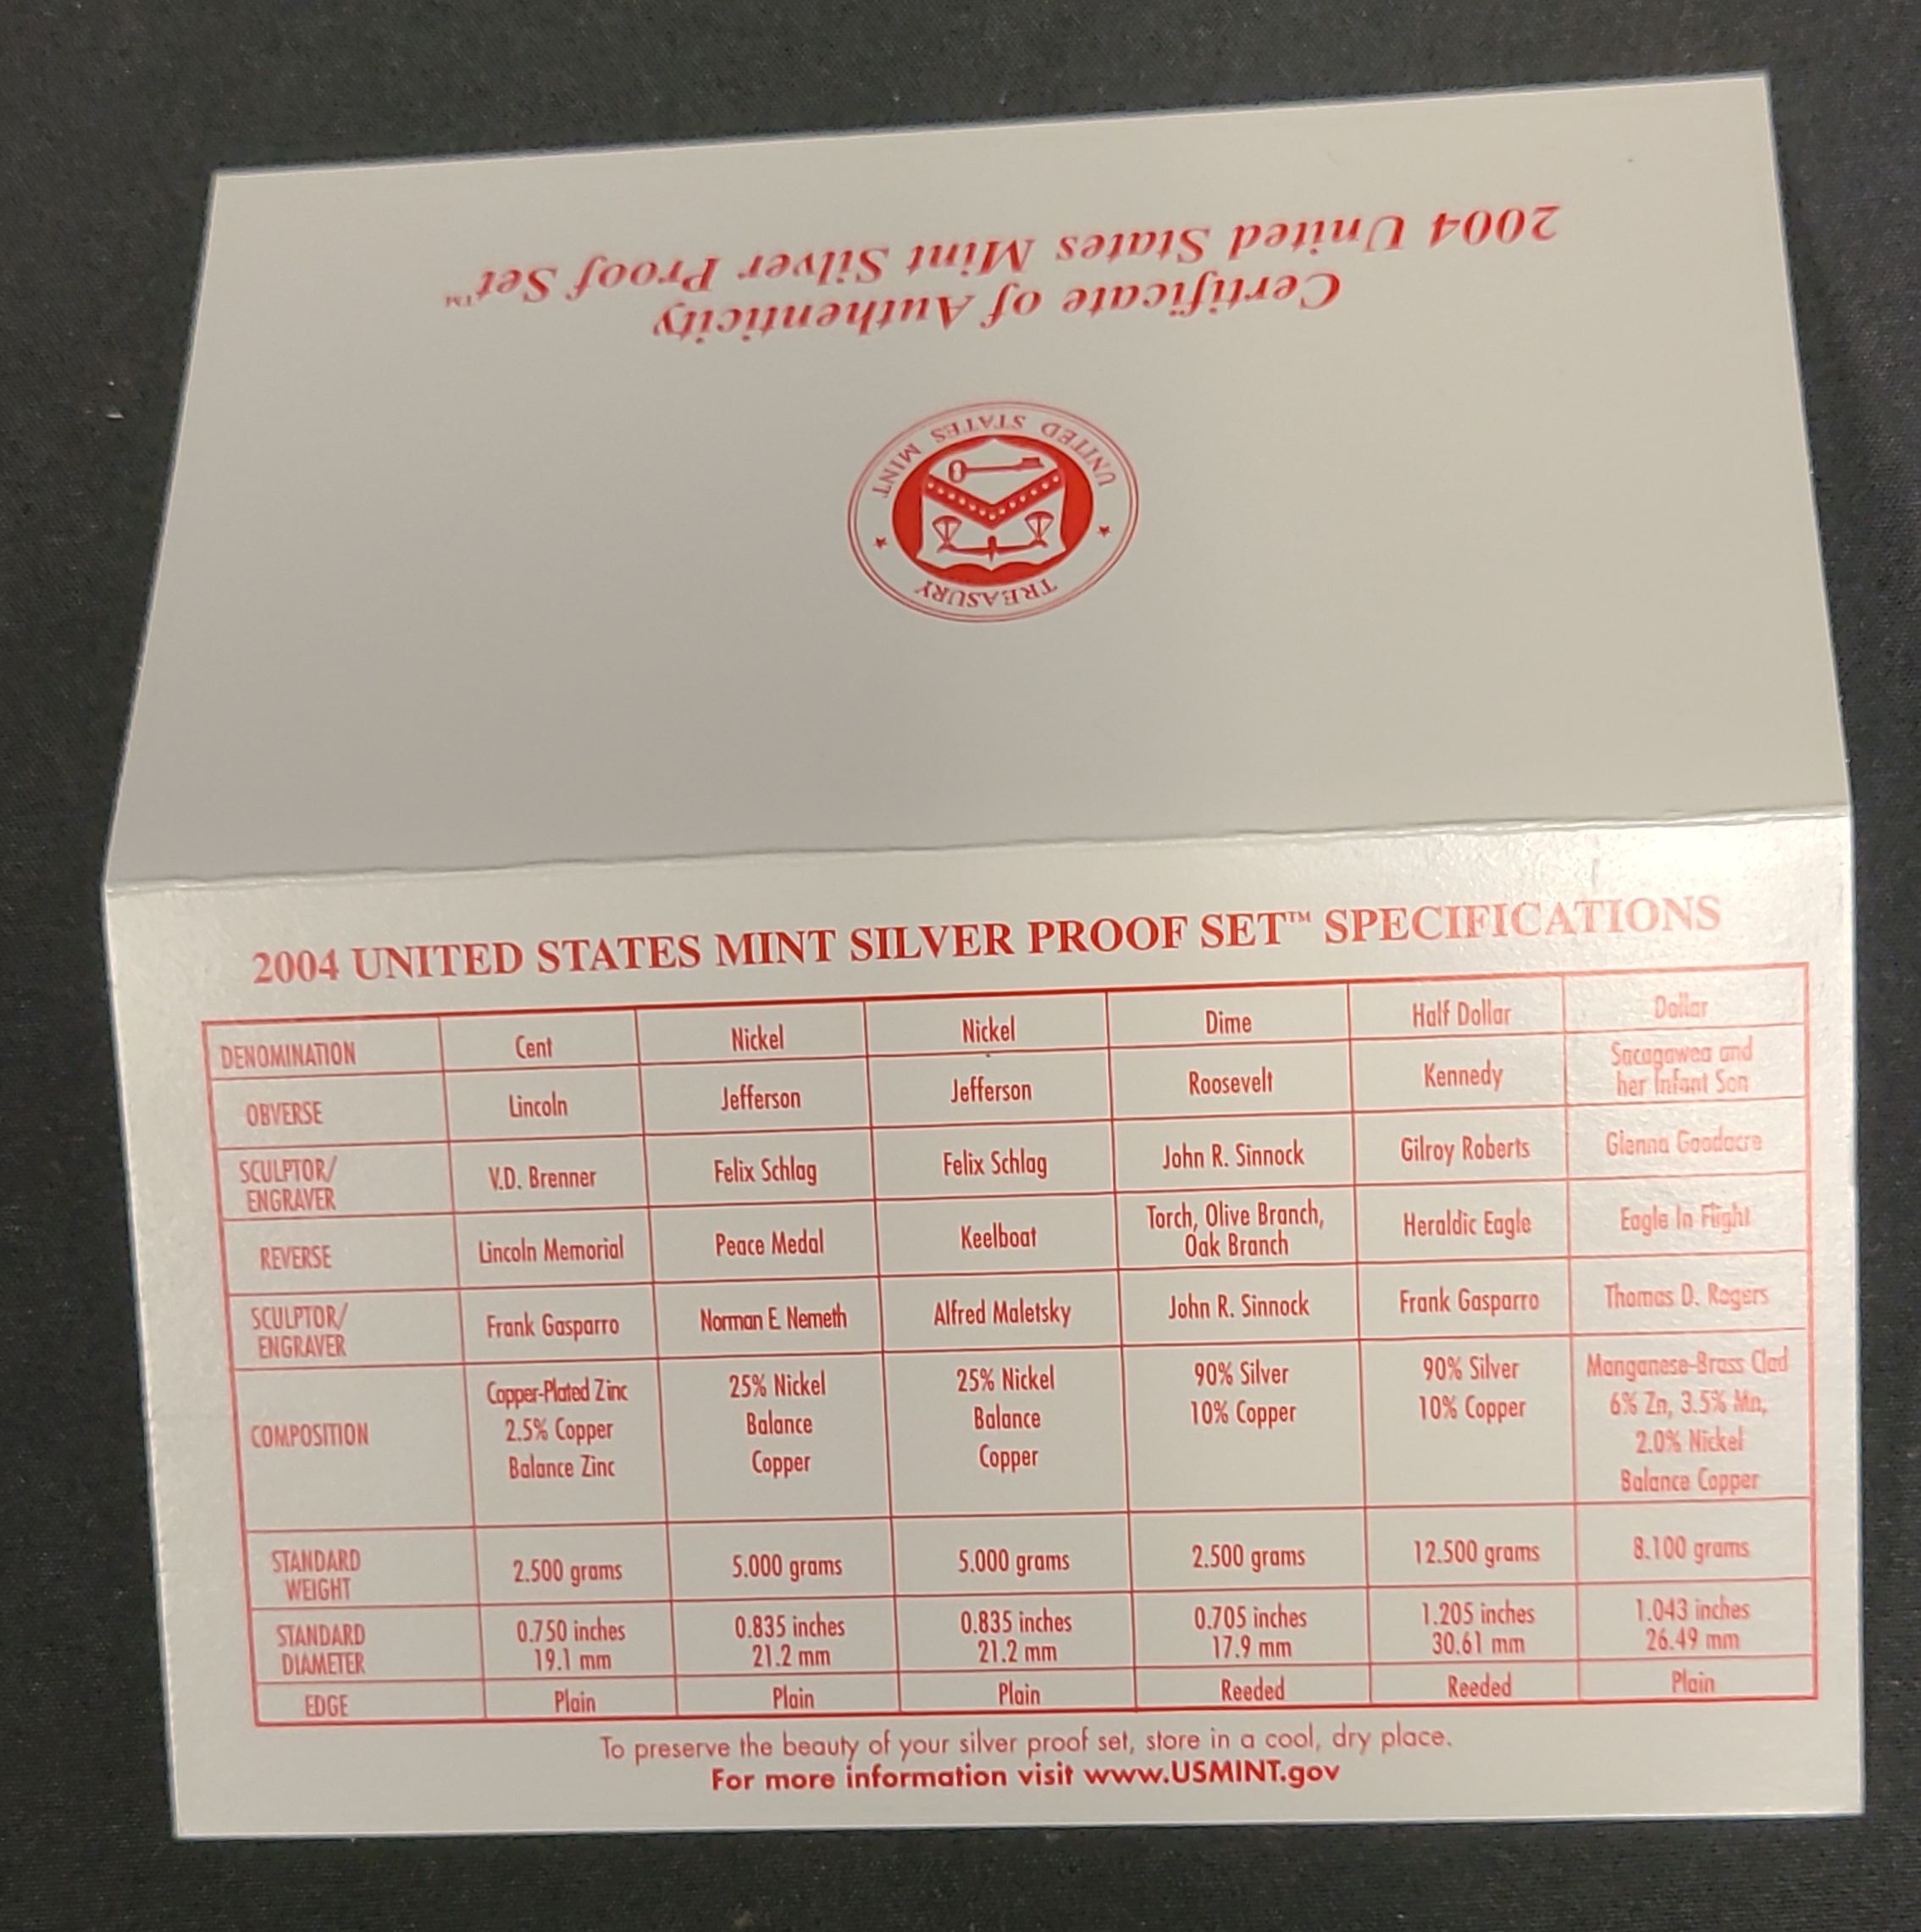 2004 United States Mint Silver Proof Set™
Certificate of Authenticity
UNITED STATES MINT
TREASURY
2004 UNITED STATES MINT SILVER PROOF SET™ SPECIFICATIONS
DENOMINATION Cent Nickel Nickel Dime Half Dollar Dollar
OBVERSE Lincoln Jefferson Jefferson Roosevelt Kennedy Sacagawea and
her Infant Son
SCULPTOR/
ENGRAVER V.D. Brenner Felix Schlag Felix Schlag John R. Sinnock Gilroy Roberts Glenna Goodacre
REVERSE Lincoln Memorial Peace Medal Keelboat Torch, Olive Branch,
Oak Branch Heraldic Eagle Eagle In Flight
SCULPTOR/
ENGRAVER Frank Gasparro Norman E. Nemeth Alfred Maletsky John R. Sinnock Frank Gasparro Thomas D. Rogers
COMPOSITION Copper-Plated Zinc 25% Nickel 25% Nickel 90% Silver 90% Silver Manganese-Brass Clad
2.5% Copper Balance Balance 10% Copper 10% Copper 6% Zn, 3.5% Mn,
Balance Zinc Copper Copper 2.0% Nickel
Balance Copper
STANDARD
WEIGHT 2.500 grams 5.000 grams 5.000 grams 2.500 grams 12.500 grams 8.100 grams
STANDARD 0.750 inches 0.835 inches 0.835 inches 0.705 inches 1.205 inches 1.043 inches
DIAMETER 19.1 mm 21.2 mm 21.2 mm 17.9 mm 30.61 mm 26.49 mm
EDGE Plain Plain Plain Reeded Reeded Plain
To preserve the beauty of your silver proof set, store in a cool, dry place.
For more information visit www.USMINT.gov